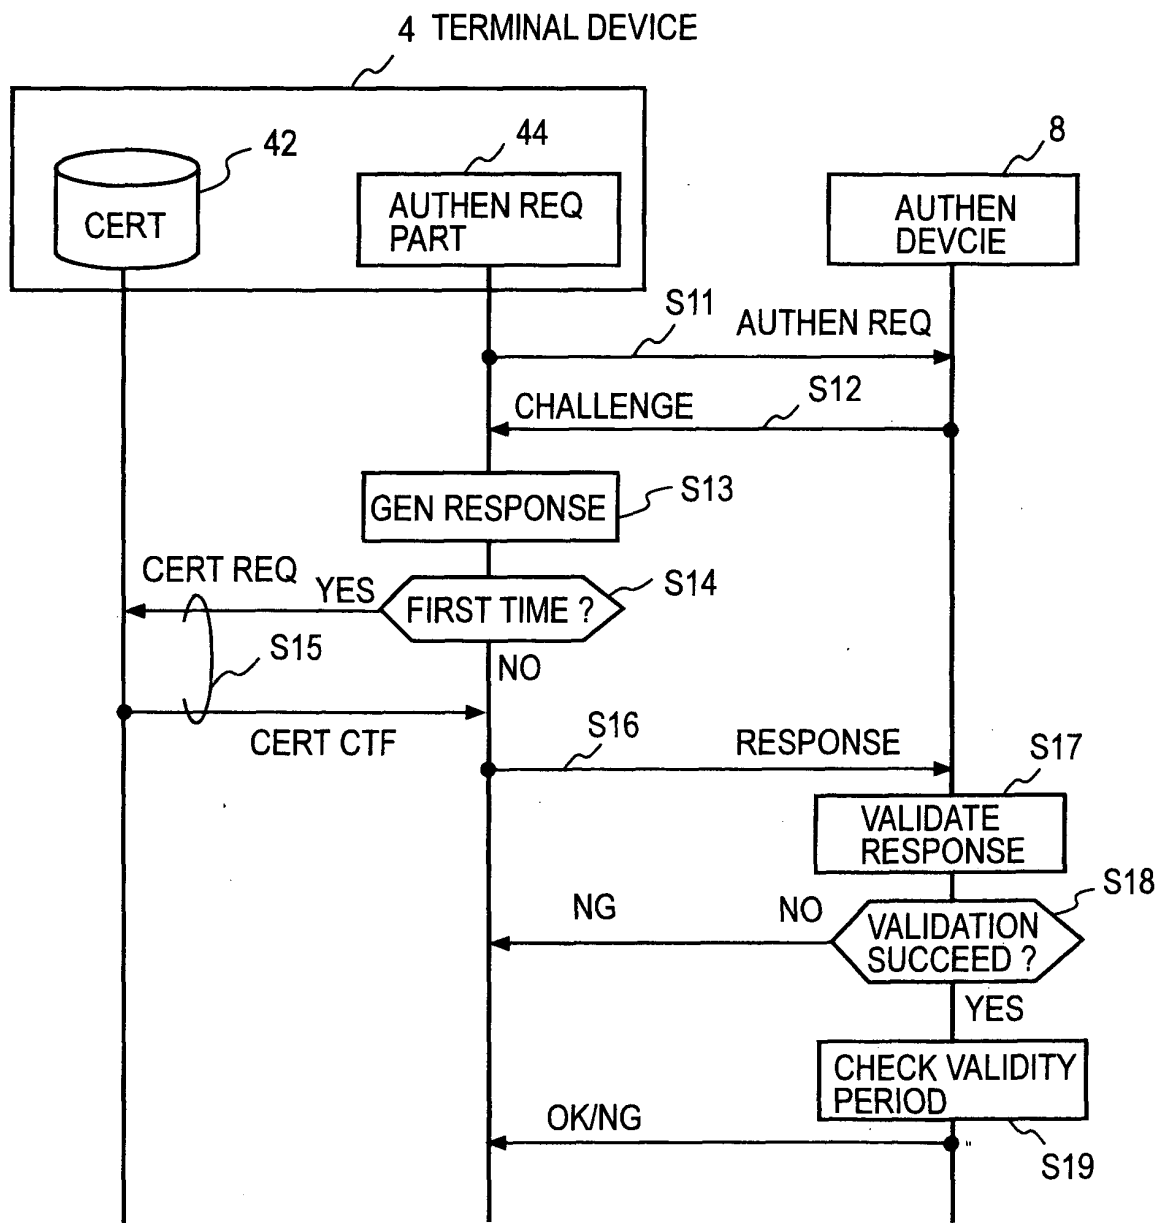 4 TERMINAL DEVICE
42
44
8
CERT
AUTHEN REQ
PART
AUTHEN
DEVCIE
S11
AUTHEN REQ
S12
CHALLENGE
GEN RESPONSE
S13
CERT REQ
YES
FIRST TIME ?
S14
S15
NO
CERT CTF
S16
RESPONSE
S17
VALIDATE
RESPONSE
S18
NG
NO
VALIDATION
SUCCEED ?
YES
CHECK VALIDITY
PERIOD
OK/NG
S19